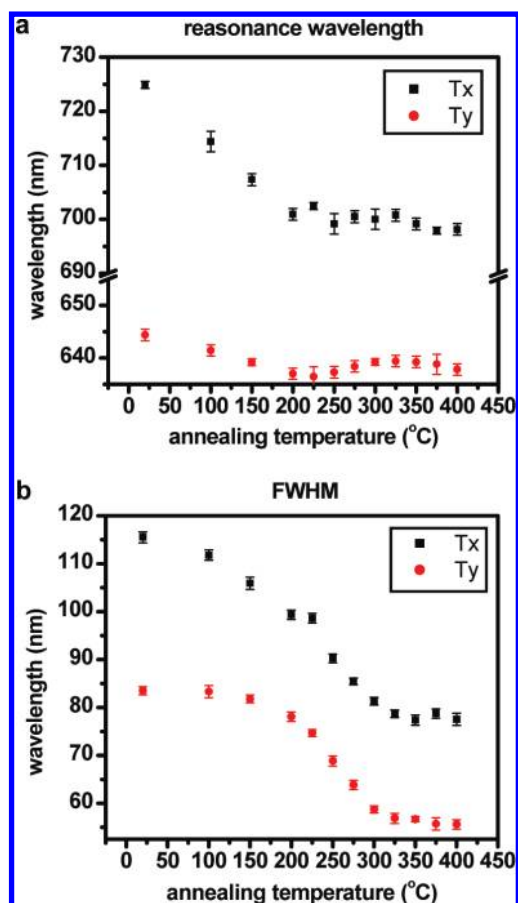 a
reasonance wavelength
730
720
710
700
690
650
640
wavelength (nm)
Tx
Ty
0 50 100 150 200 250 300 350 400 450
annealing temperature (°C)
b
FWHM
120
110
100
90
80
70
60
wavelength (nm)
Tx
Ty
0 50 100 150 200 250 300 350 400 450
annealing temperature (°C)